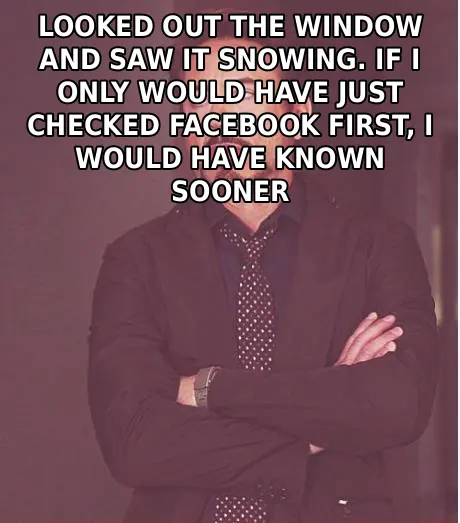 LOOKED OUT THE WINDOW
AND SAW IT SNOWING. IF I
ONLY WOULD HAVE JUST
CHECKED FACEBOOK FIRST, I
WOULD HAVE KNOWN
SOONER